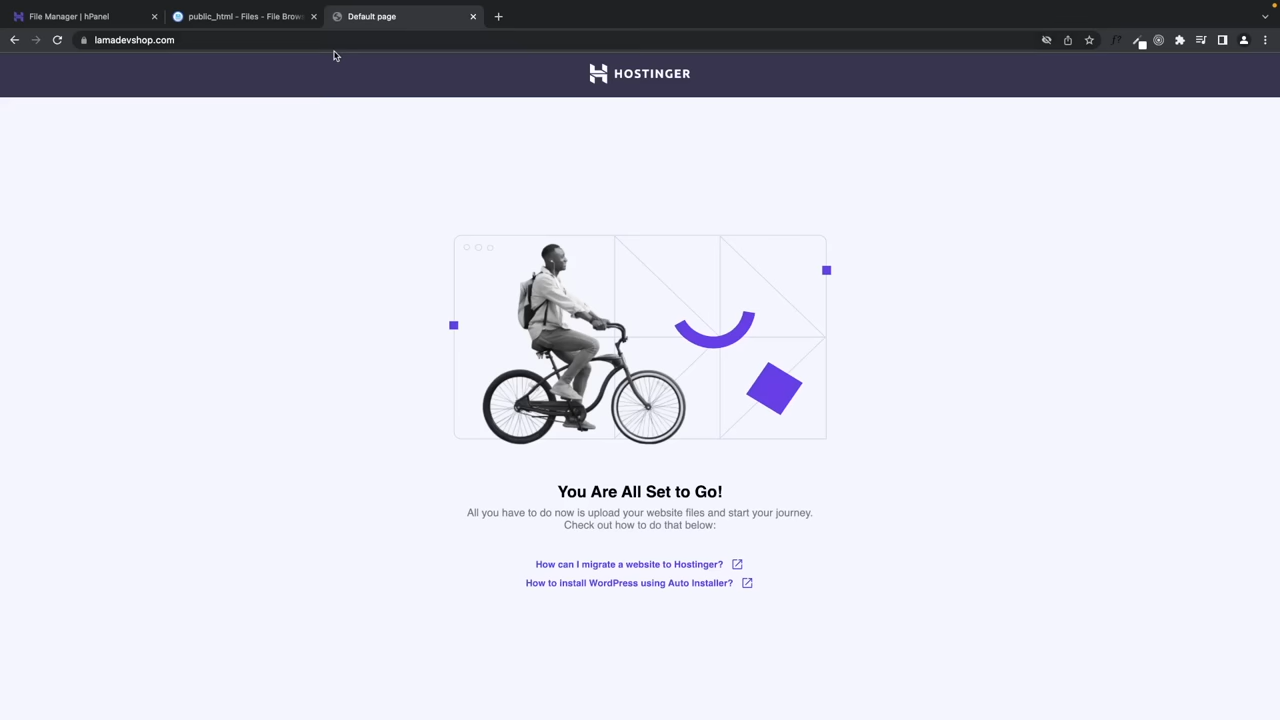 File Manager | hPanel
public_html - Files - File Brows
Default page
lamadevshop.com
f?
HOSTINGER
You Are All Set to Go!
All you have to do now is upload your website files and start your journey.
Check out how to do that below:
How can I migrate a website to Hostinger?
How to install WordPress using Auto Installer?